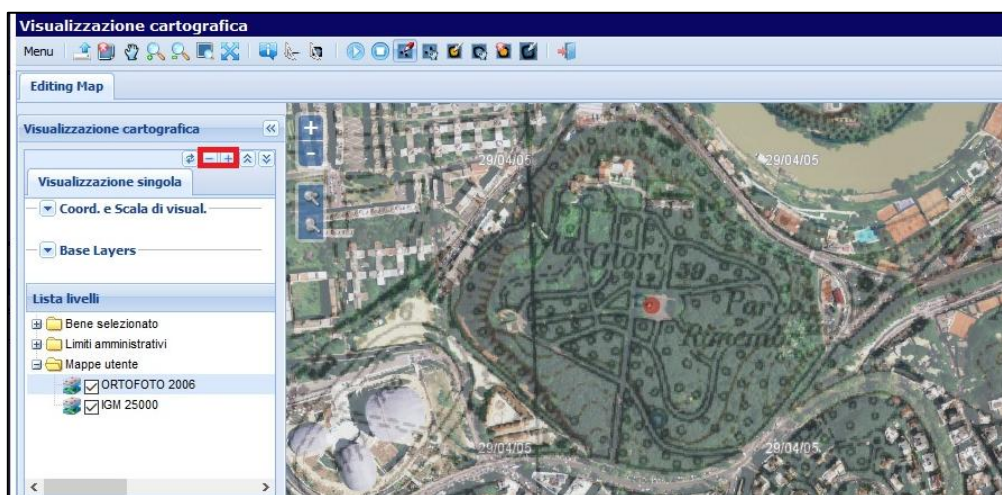 Visualizzazione cartografica
Menu
Editing Map
Visualizzazione cartografica
Visualizzazione singola
Coord. e Scala di visual.
Base Layers
Lista livelli
Bene selezionato
Limiti amministrativi
Mappe utente
ORTOFOTO 2006
IGM 25000
29/04/05
29/04/05
Glori
59
29/04/05
29/04/05